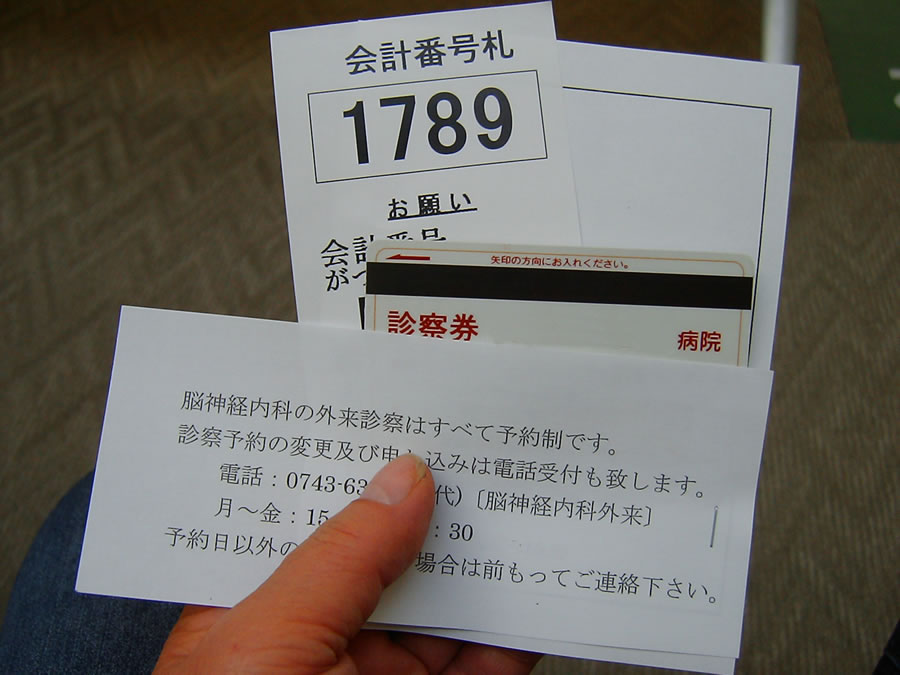 会計番号札
1789
お願い
会計番号
がつ
矢印の方向にお入れください。
診察券
病院
脳神経内科の外来診察はすべて予約制です。
診察予約の変更及び申し込みは電話受付も致します。
電話：0743-63 代）〔脳神経内科外来〕
月～金：15 ：30
予約日以外の 場合は前もってご連絡下さい。